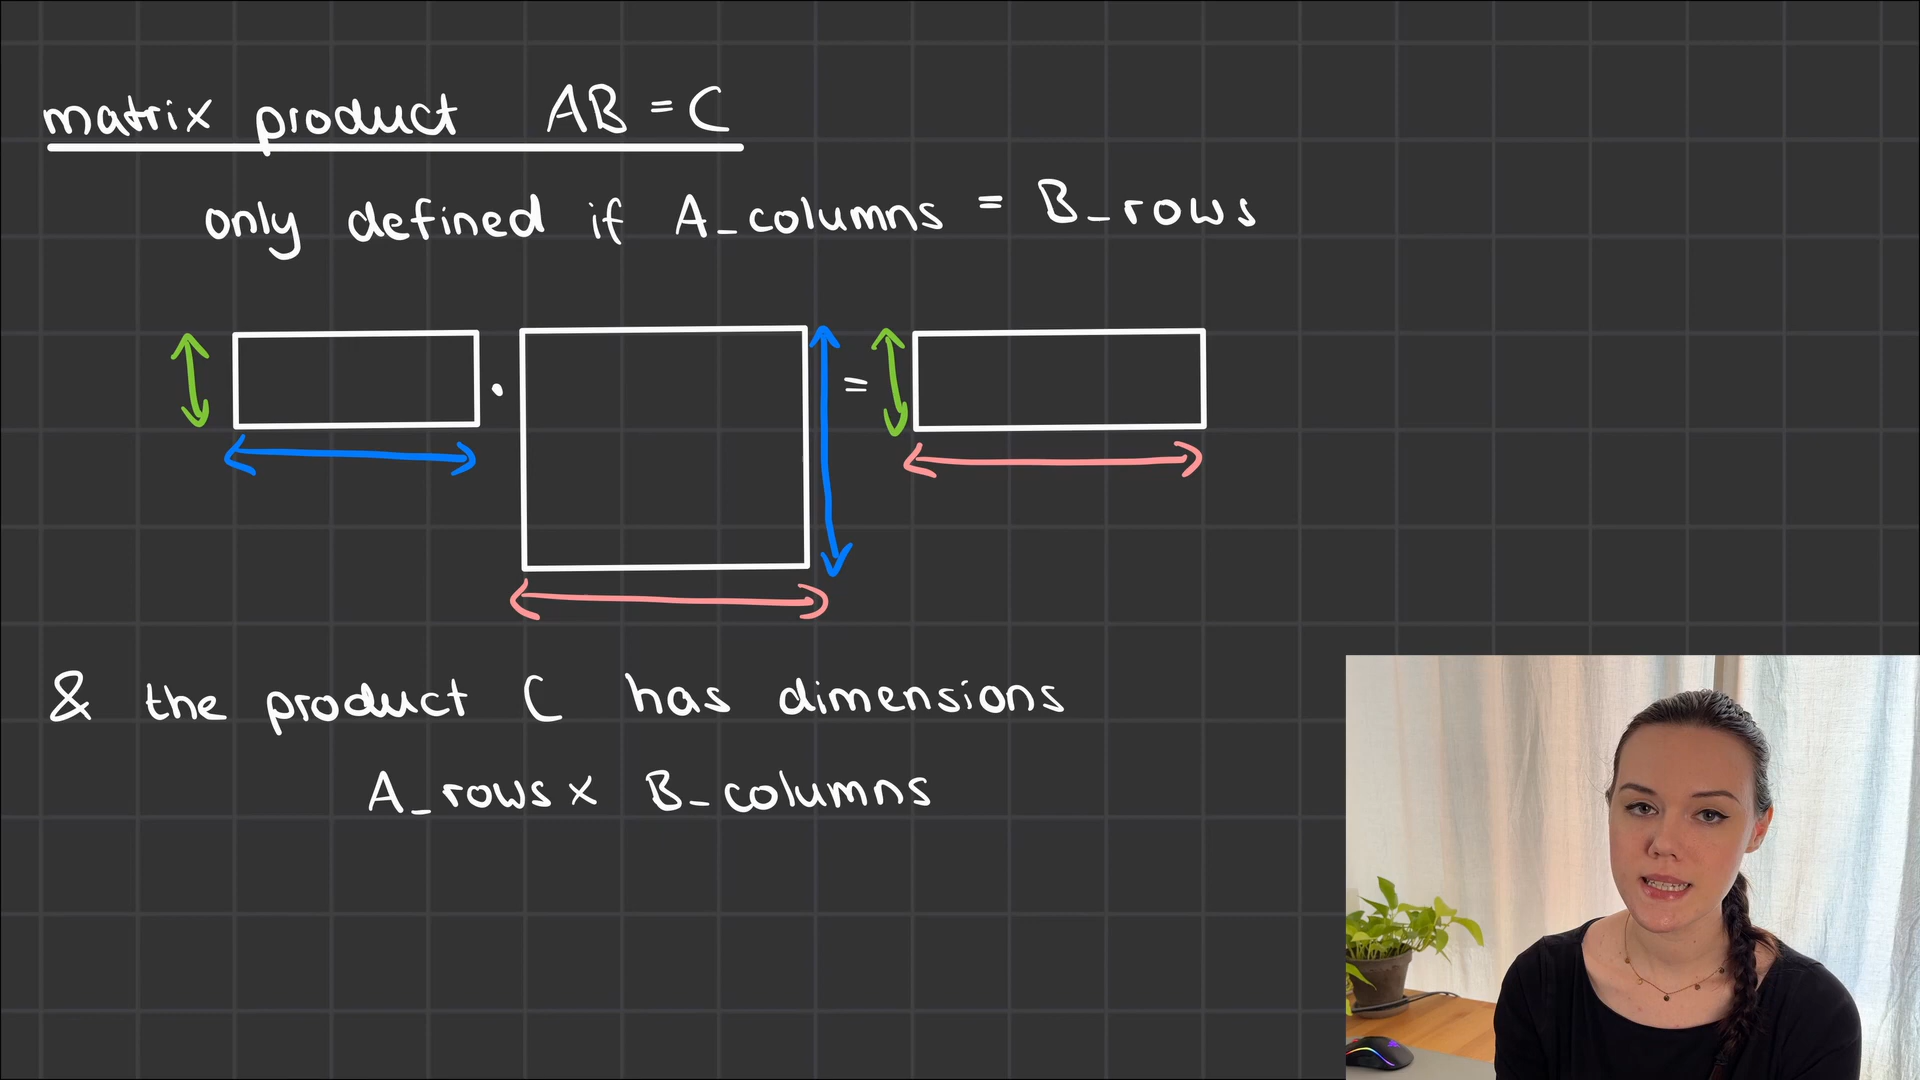 matrix product AB = C
only defined if A_columns = B_rows
• =
& the product C has dimensions
A_rows x B_columns